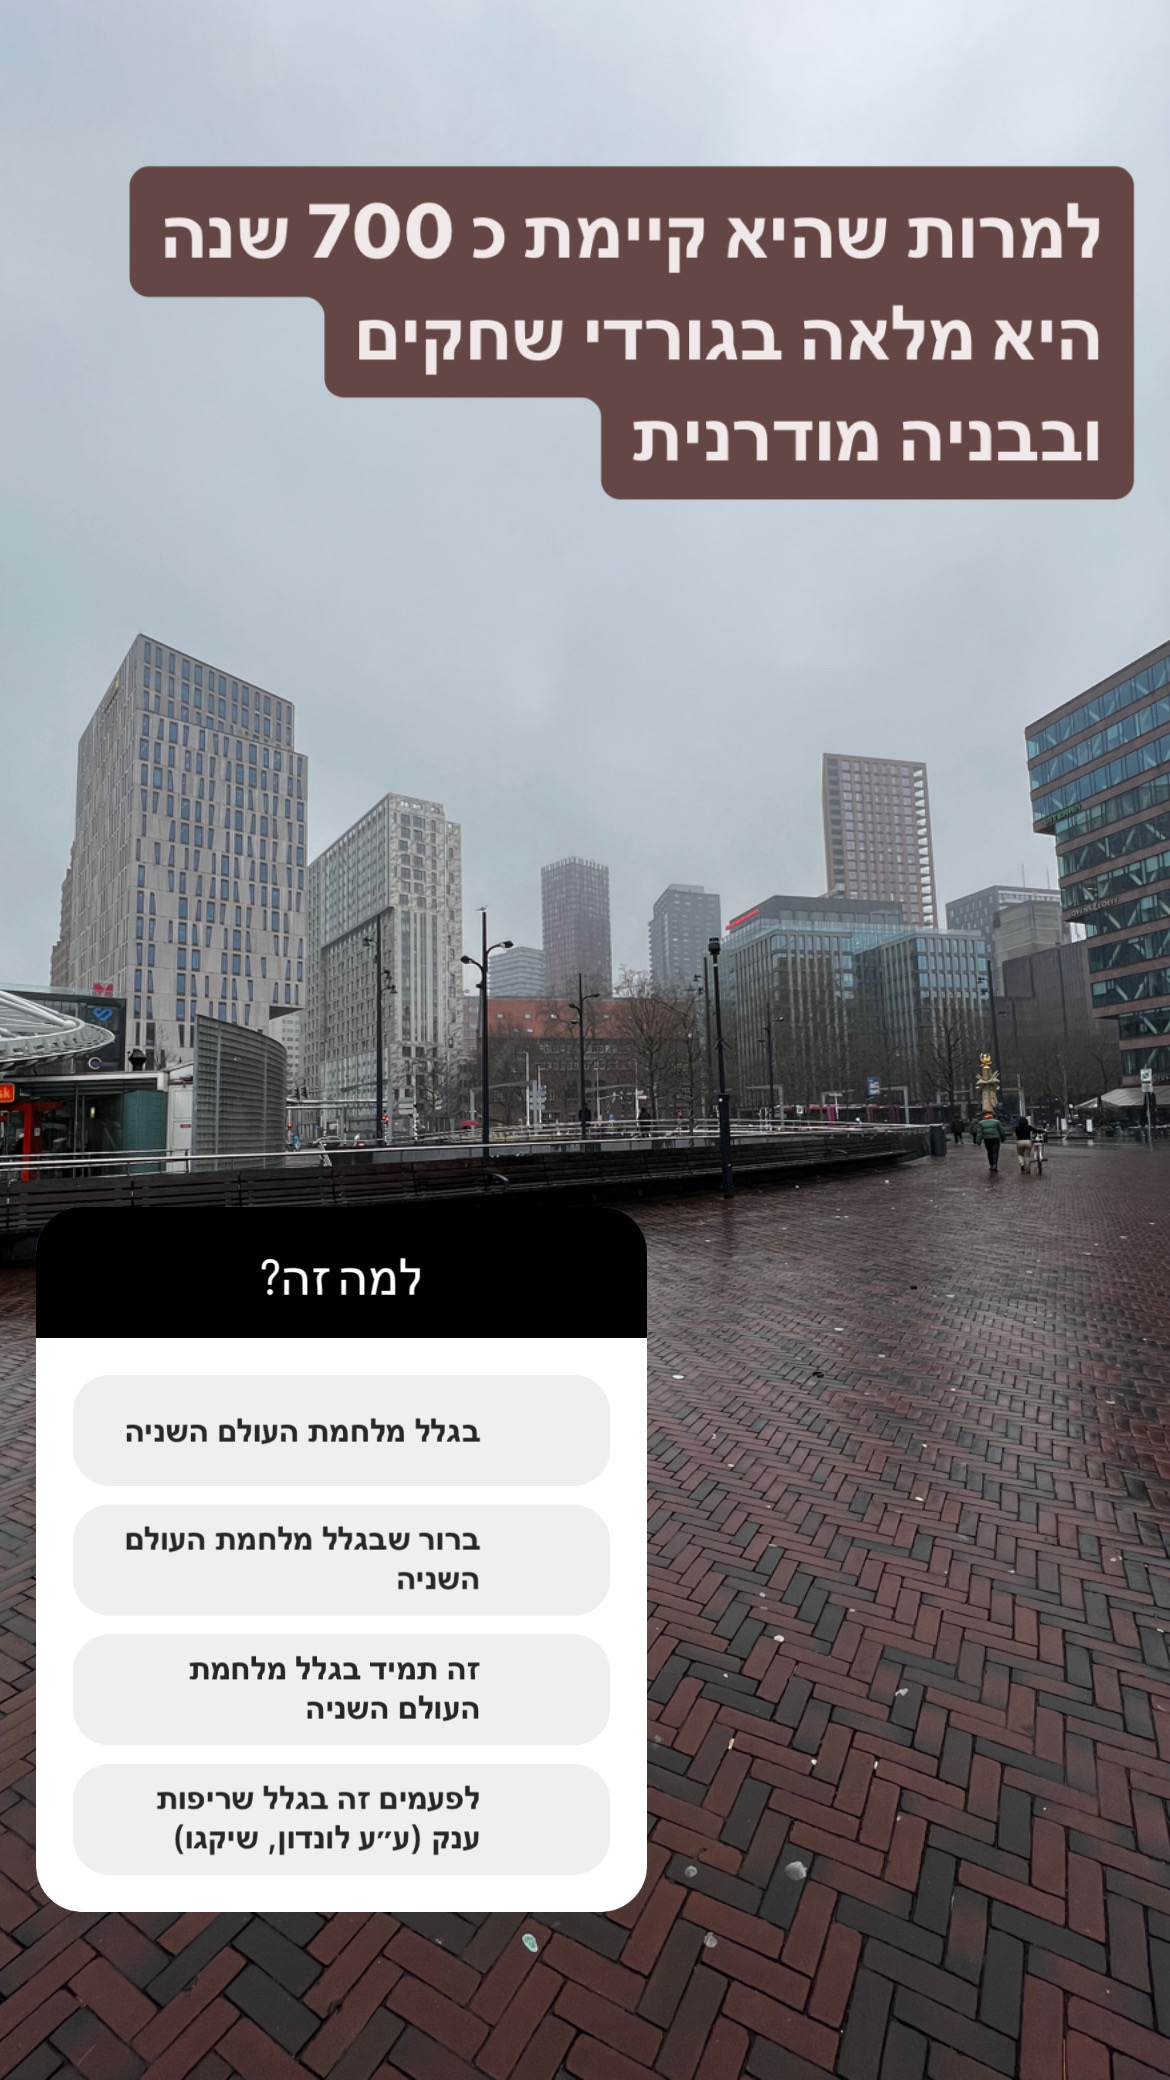 למרות שהיא קיימת כ 700 שנה
היא מלאה בגורדי שחקים
ובבניה מודרנית
למה זה?
בגלל מלחמת העולם השניה
ברור שבגלל מלחמת העולם
השניה
זה תמיד בגלל מלחמת
העולם השניה
לפעמים זה בגלל שריפות
ענק (ע״ע לונדון, שיקגו)